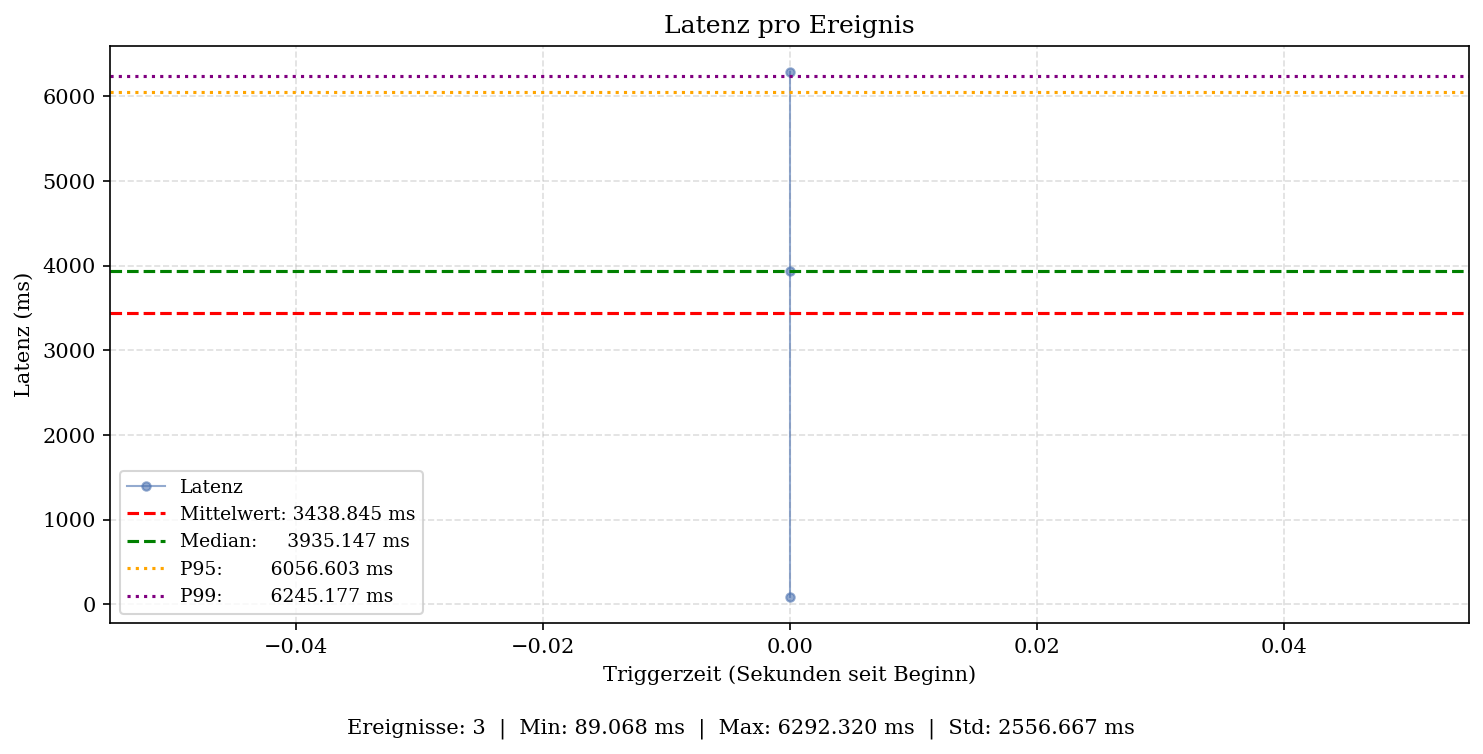 Latenz pro Ereignis
Latenz (ms)
6000
5000
4000
3000
2000
1000
0
Latenz
Mittelwert: 3438.845 ms
Median: 3935.147 ms
P95: 6056.603 ms
P99: 6245.177 ms
−0.04 −0.02 0.00 0.02 0.04
Triggerzeit (Sekunden seit Beginn)
Ereignisse: 3 | Min: 89.068 ms | Max: 6292.320 ms | Std: 2556.667 ms